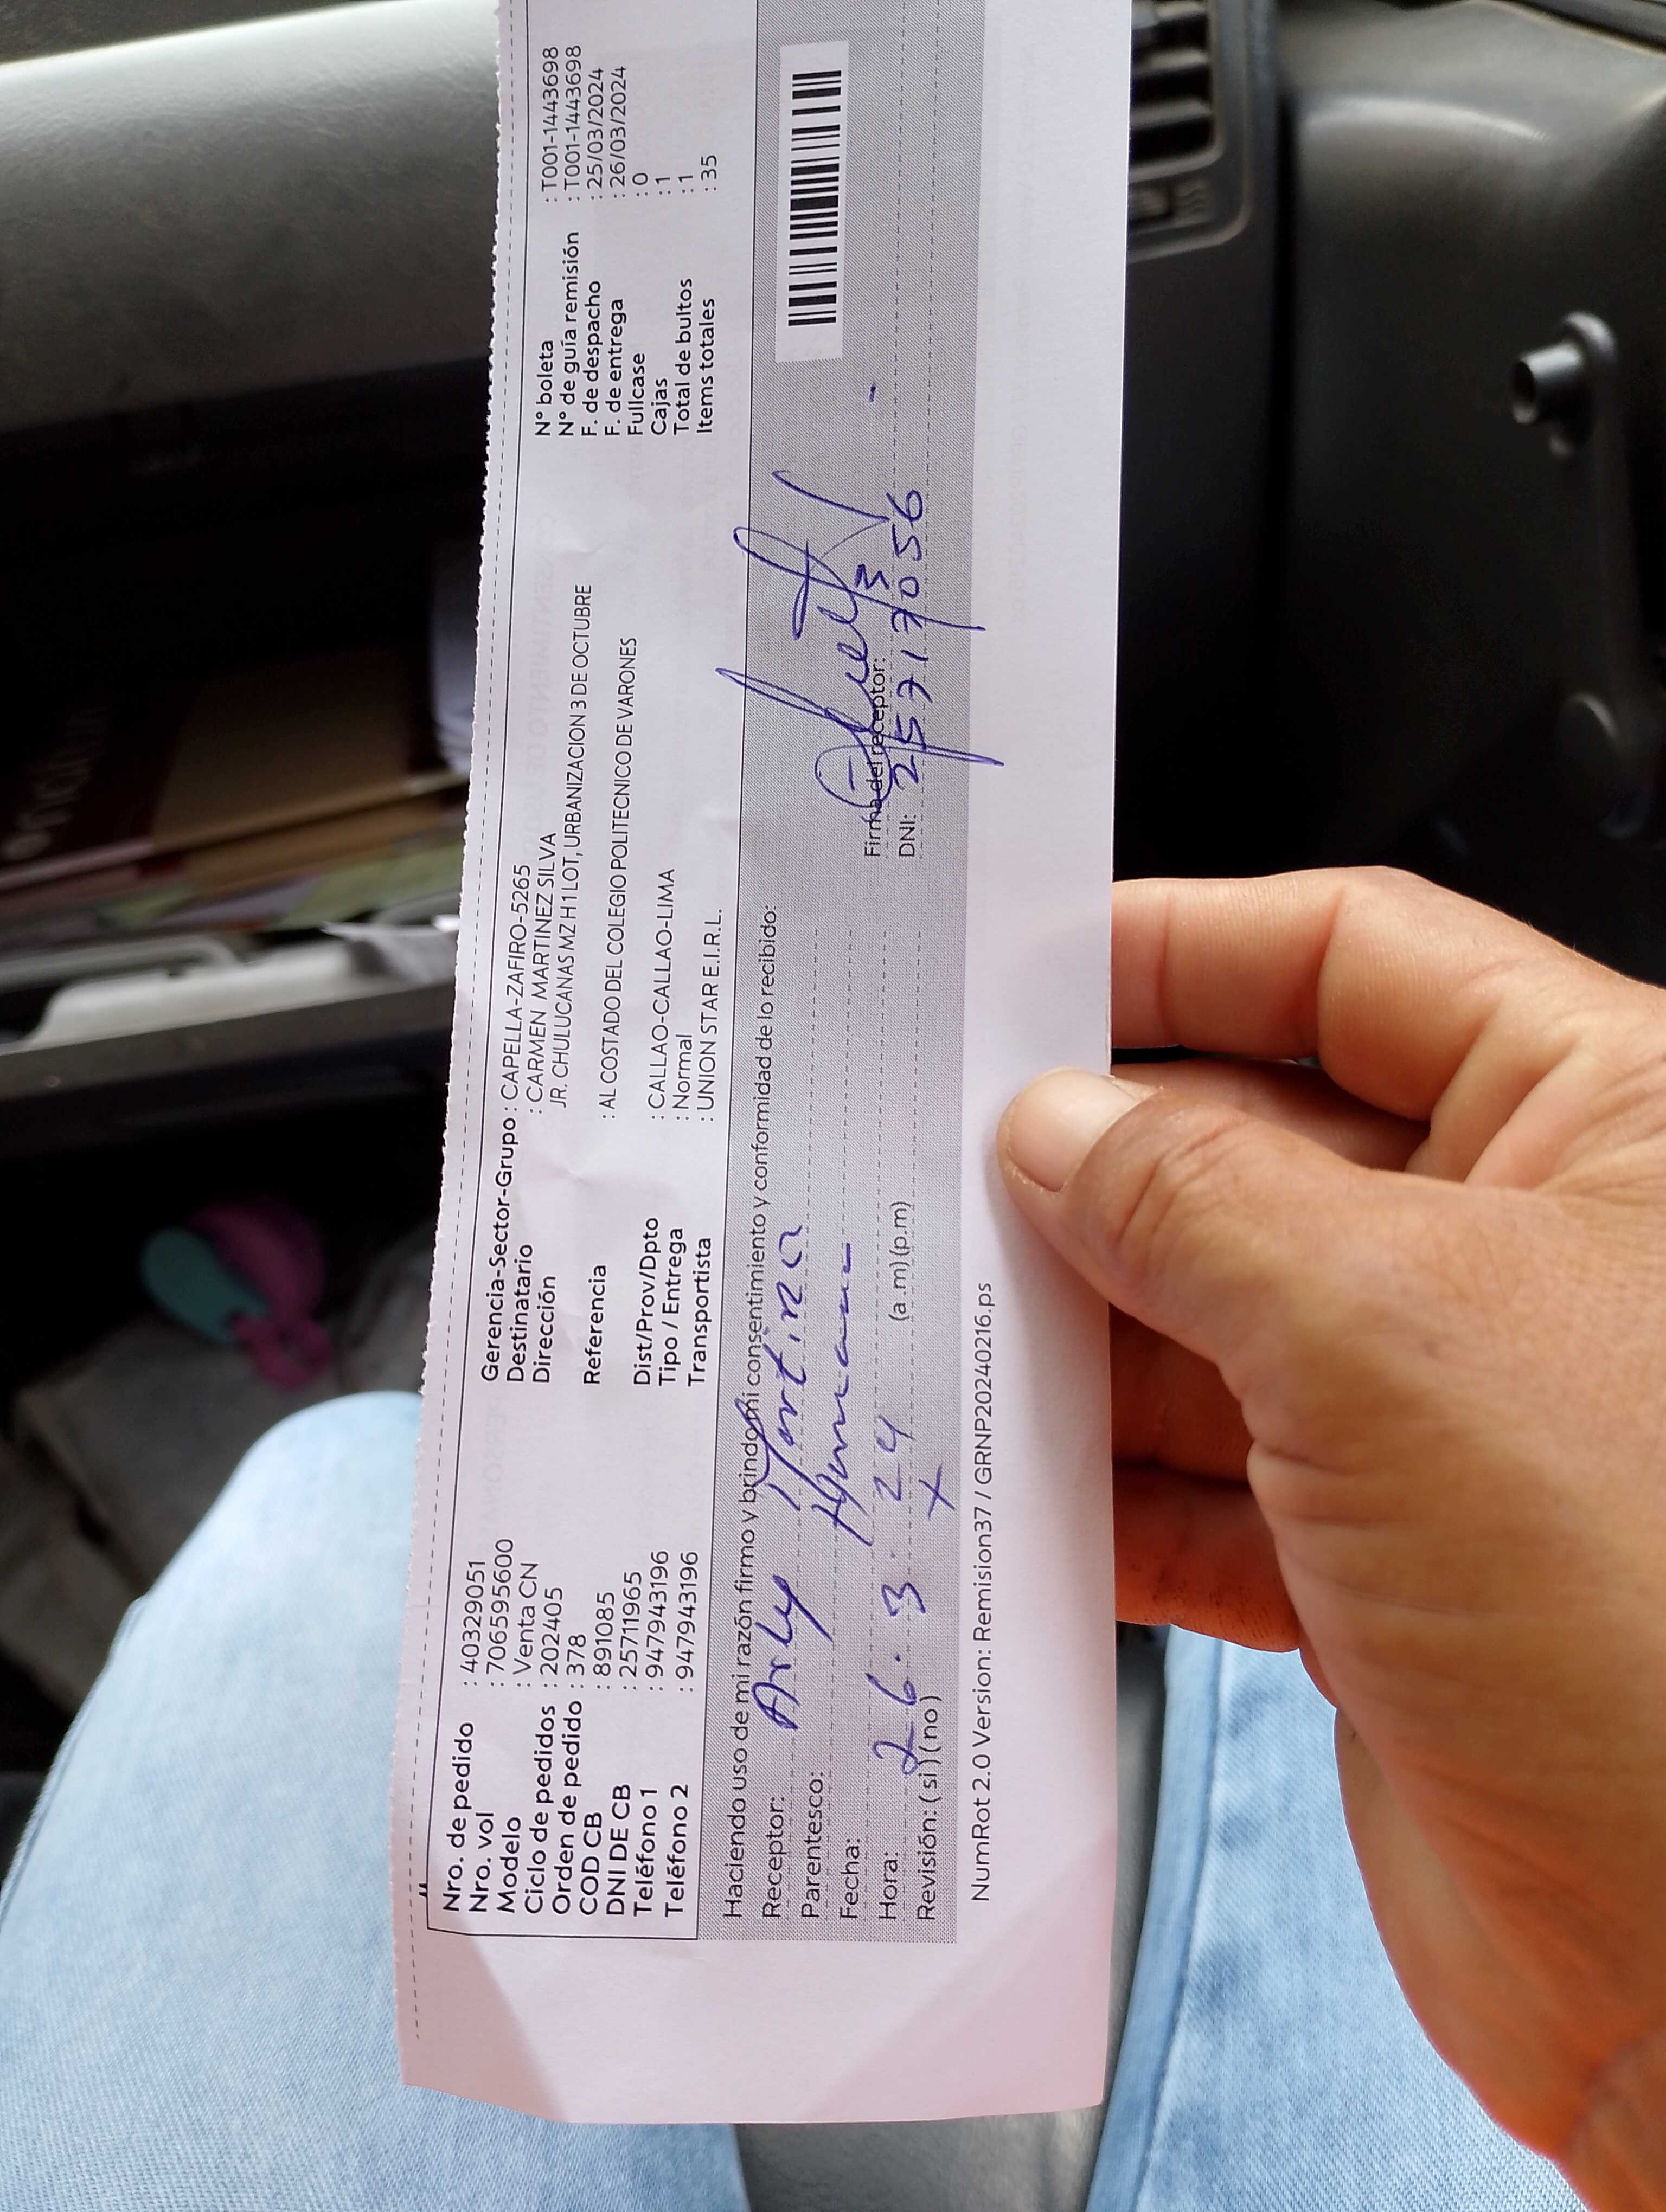 Nro. de pedido : 40329051
Nro. vol : 706595600
Modelo : Venta CN
Ciclo de pedidos : 202405
Orden de pedido : 378
COD CB : 891085
DNI DE CB : 25711965
Teléfono 1 : 947943196
Teléfono 2 : 947943196
Gerencia-Sector-Grupo : CAPELLA-ZAFIRO-5265
Destinatario : CARMEN MARTINEZ SILVA
Dirección JR. CHULUCANAS MZ H1 LOT, URBANIZACION 3 DE OCTUBRE
Referencia : AL COSTADO DEL COLEGIO POLITECNICO DE VARONES
Dist/Prov/Dpto : CALLAO-CALLAO-LIMA
Tipo / Entrega : Normal
Transportista : UNION STAR E.I.R.L.
N° boleta : T001-1443698
N° de guía remisión : T001-1443698
F. de despacho : 25/03/2024
F. de entrega : 26/03/2024
Fullcase : 0
Cajas : 1
Total de bultos : 1
Items totales : 35
Haciendo uso de mi razón firmo y brindo mi consentimiento y conformidad de lo recibido:
Receptor: Arly
Parentesco:
Fecha: 26. 3. 24
Hora: (a .m) (p.m)
Revisión: ( si ) ( no ) X
Firma del receptor:
DNI: 25717056
NumRot 2.0 Version: Remision37 / GRNP20240216.ps